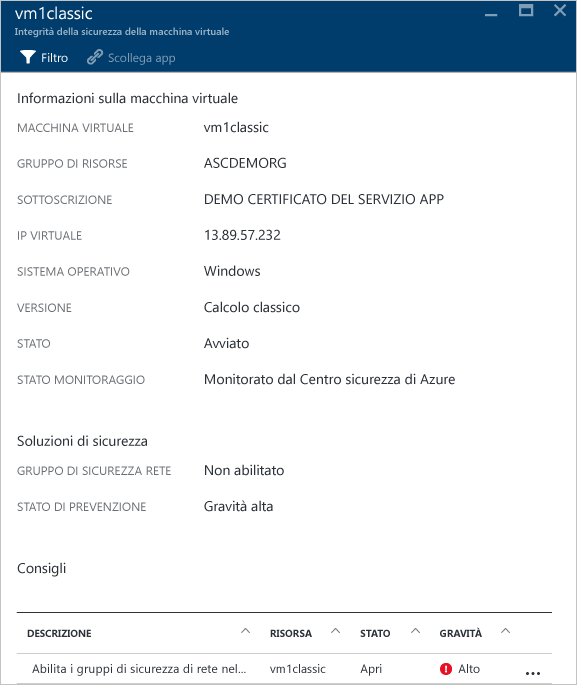 vm1classic
Integrità della sicurezza della macchina virtuale
Filtro Scollega app
Informazioni sulla macchina virtuale
MACCHINA VIRTUALE vm1classic
GRUPPO DI RISORSE ASCDEMORG
SOTTOSCRIZIONE DEMO CERTIFICATO DEL SERVIZIO APP
IP VIRTUALE 13.89.57.232
SISTEMA OPERATIVO Windows
VERSIONE Calcolo classico
STATO Avviato
STATO MONITORAGGIO Monitorato dal Centro sicurezza di Azure
Soluzioni di sicurezza
GRUPPO DI SICUREZZA RETE Non abilitato
STATO DI PREVENZIONE Gravità alta
Consigli
DESCRIZIONE RISORSA STATO GRAVITÀ
Abilita i gruppi di sicurezza di rete nel... vm1classic Apri Alto ...